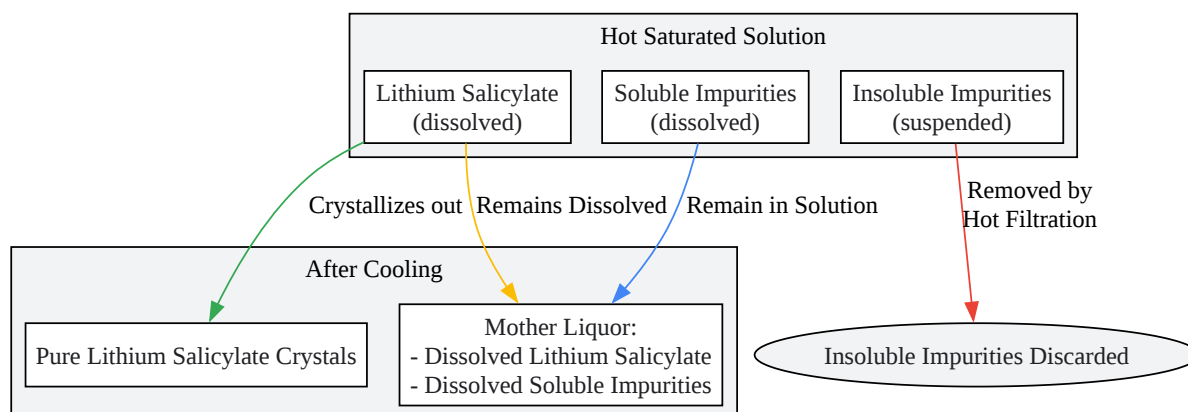 Hot Saturated Solution
Lithium Salicylate
(dissolved)
Soluble Impurities
(dissolved)
Insoluble Impurities
(suspended)
Crystallizes out
Remains Dissolved
Remain in Solution
Removed by
Hot Filtration
After Cooling
Pure Lithium Salicylate Crystals
Mother Liquor:
- Dissolved Lithium Salicylate
- Dissolved Soluble Impurities
Insoluble Impurities Discarded